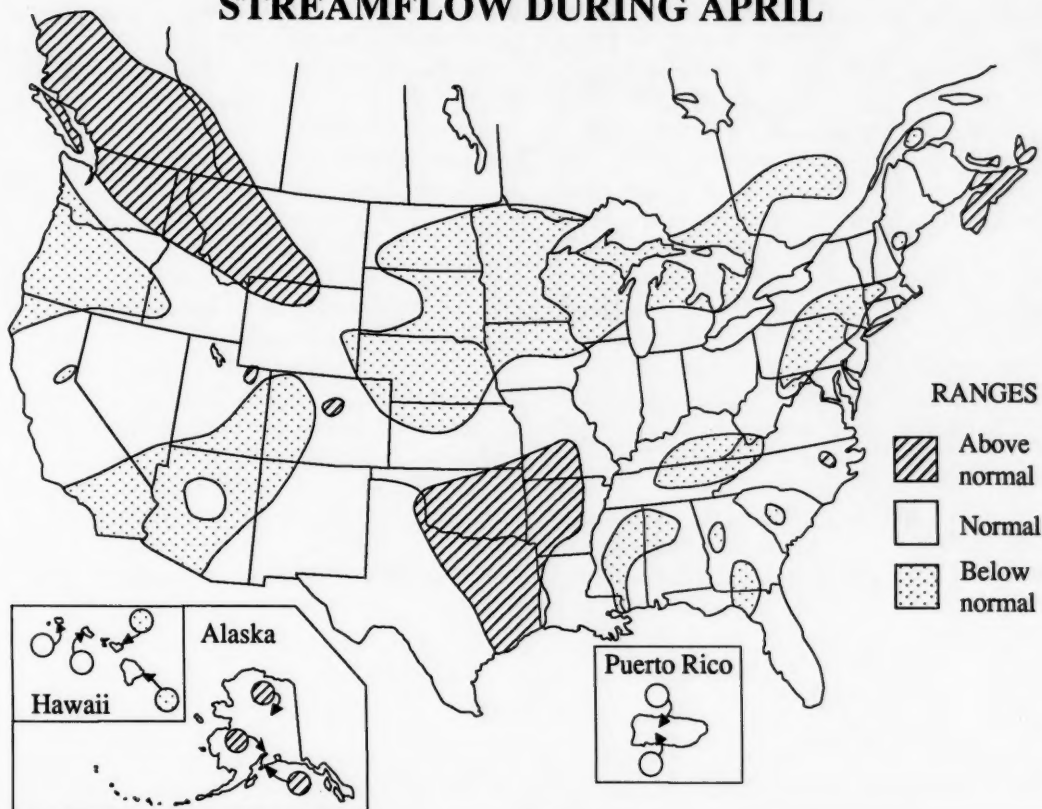 STREAMFLOW DURING APRIL
RANGES
Above
normal
Normal
Below
normal
Alaska
Hawaii
Puerto Rico